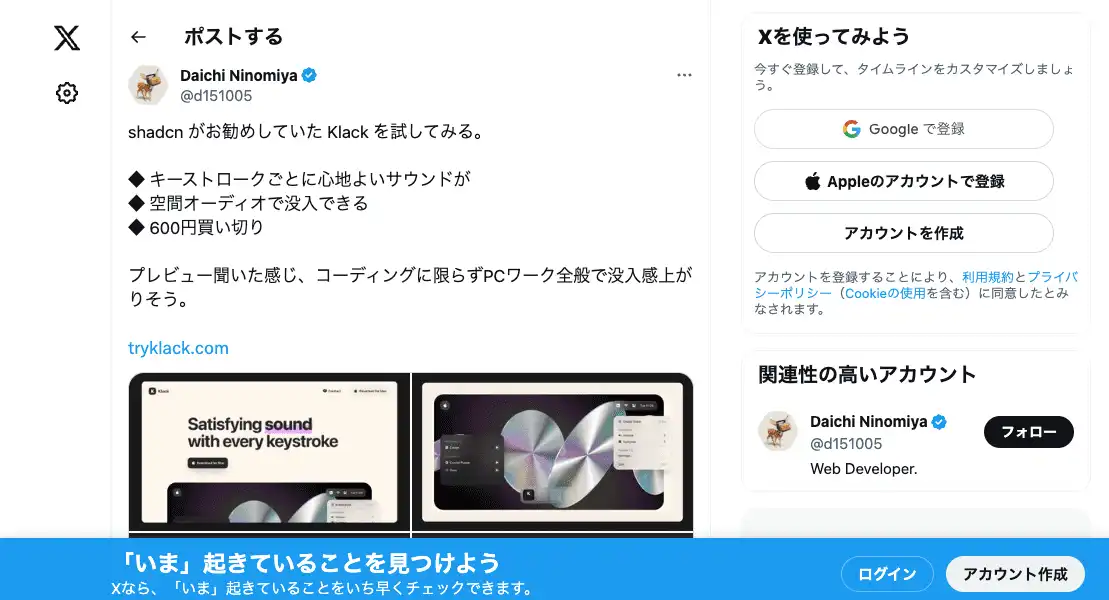 ポストする
Daichi Ninomiya
@d151005
shadcn がお勧めしていた Klack を試してみる。
◆ キーストロークごとに心地よいサウンドが
◆ 空間オーディオで没入できる
◆ 600円買い切り
プレビュー聞いた感じ、コーディングに限らずPCワーク全般で没入感上が
りそう。
tryklack.com
Klack
Satisfying sound
with every keystroke
Xを使ってみよう
今すぐ登録して、タイムラインをカスタマイズしましょ
う。
Google で登録
Appleのアカウントで登録
アカウントを作成
アカウントを登録することにより、利用規約とプライバ
シーポリシー（Cookieの使用を含む）に同意したとみ
なされます。
関連性の高いアカウント
Daichi Ninomiya
@d151005
フォロー
Web Developer.
「いま」起きていることを見つけよう
Xなら、「いま」起きていることをいち早くチェックできます。
ログイン
アカウント作成